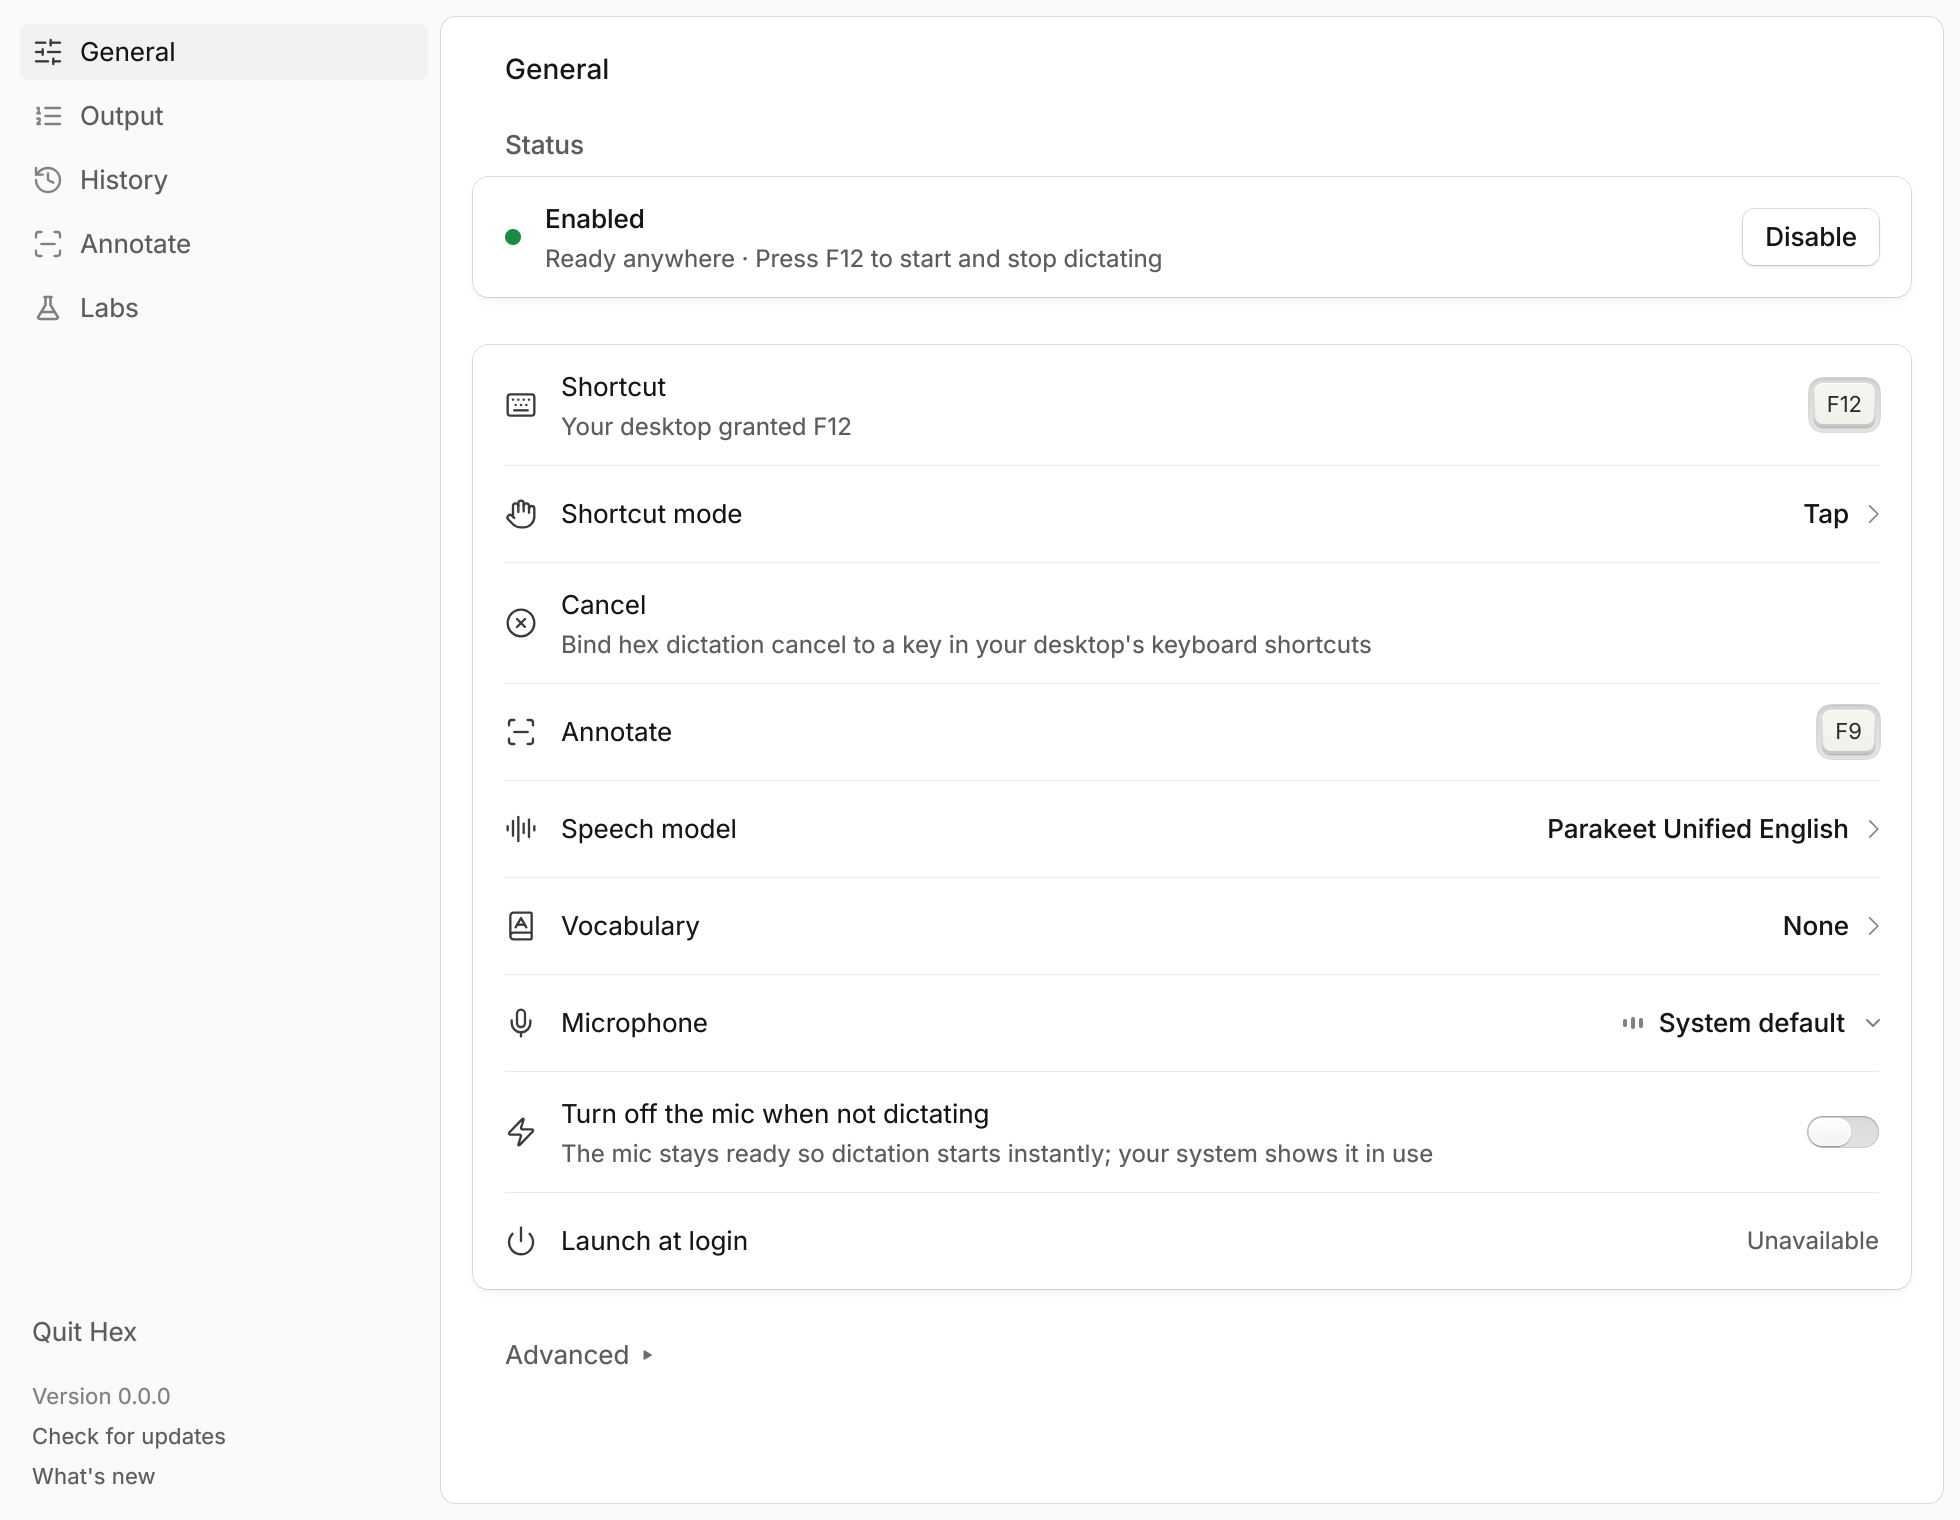 General
Output
History
Annotate
Labs
Quit Hex
Version 0.0.0
Check for updates
What's new
General
Status
Enabled
Ready anywhere · Press F12 to start and stop dictating
Disable
Shortcut
Your desktop granted F12
F12
Shortcut mode
Tap
Cancel
Bind hex dictation cancel to a key in your desktop's keyboard shortcuts
Annotate
F9
Speech model
Parakeet Unified English
Vocabulary
None
Microphone
System default
Turn off the mic when not dictating
The mic stays ready so dictation starts instantly; your system shows it in use
Launch at login
Unavailable
Advanced